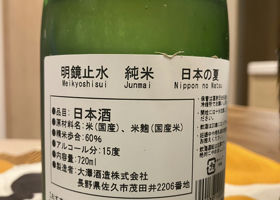 明鏡止水 純米 日本の夏
Meikyoshisui Junmai Nippon no Natsu
●品目:日本酒
●原材料名:米(国産)、米麹(国産米)
●精米歩合:60%
●アルコール分:15度
●内容量:720ml
●製造者:大澤酒造株式会社
長野県佐久市茂田井2206番地